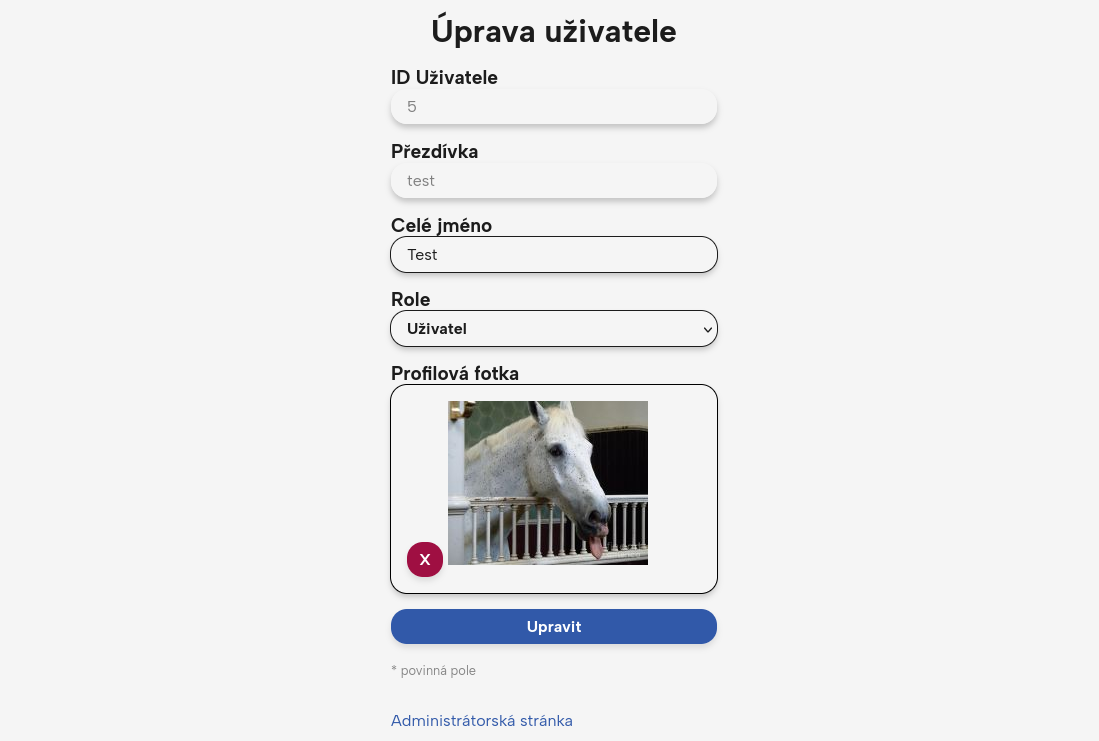 Úprava uživatele
ID Uživatele
5
Přezdívka
test
Celé jméno
Test
Role
Uživatel
Profilová fotka
X
Upravit
* povinná pole
Administrátorská stránka